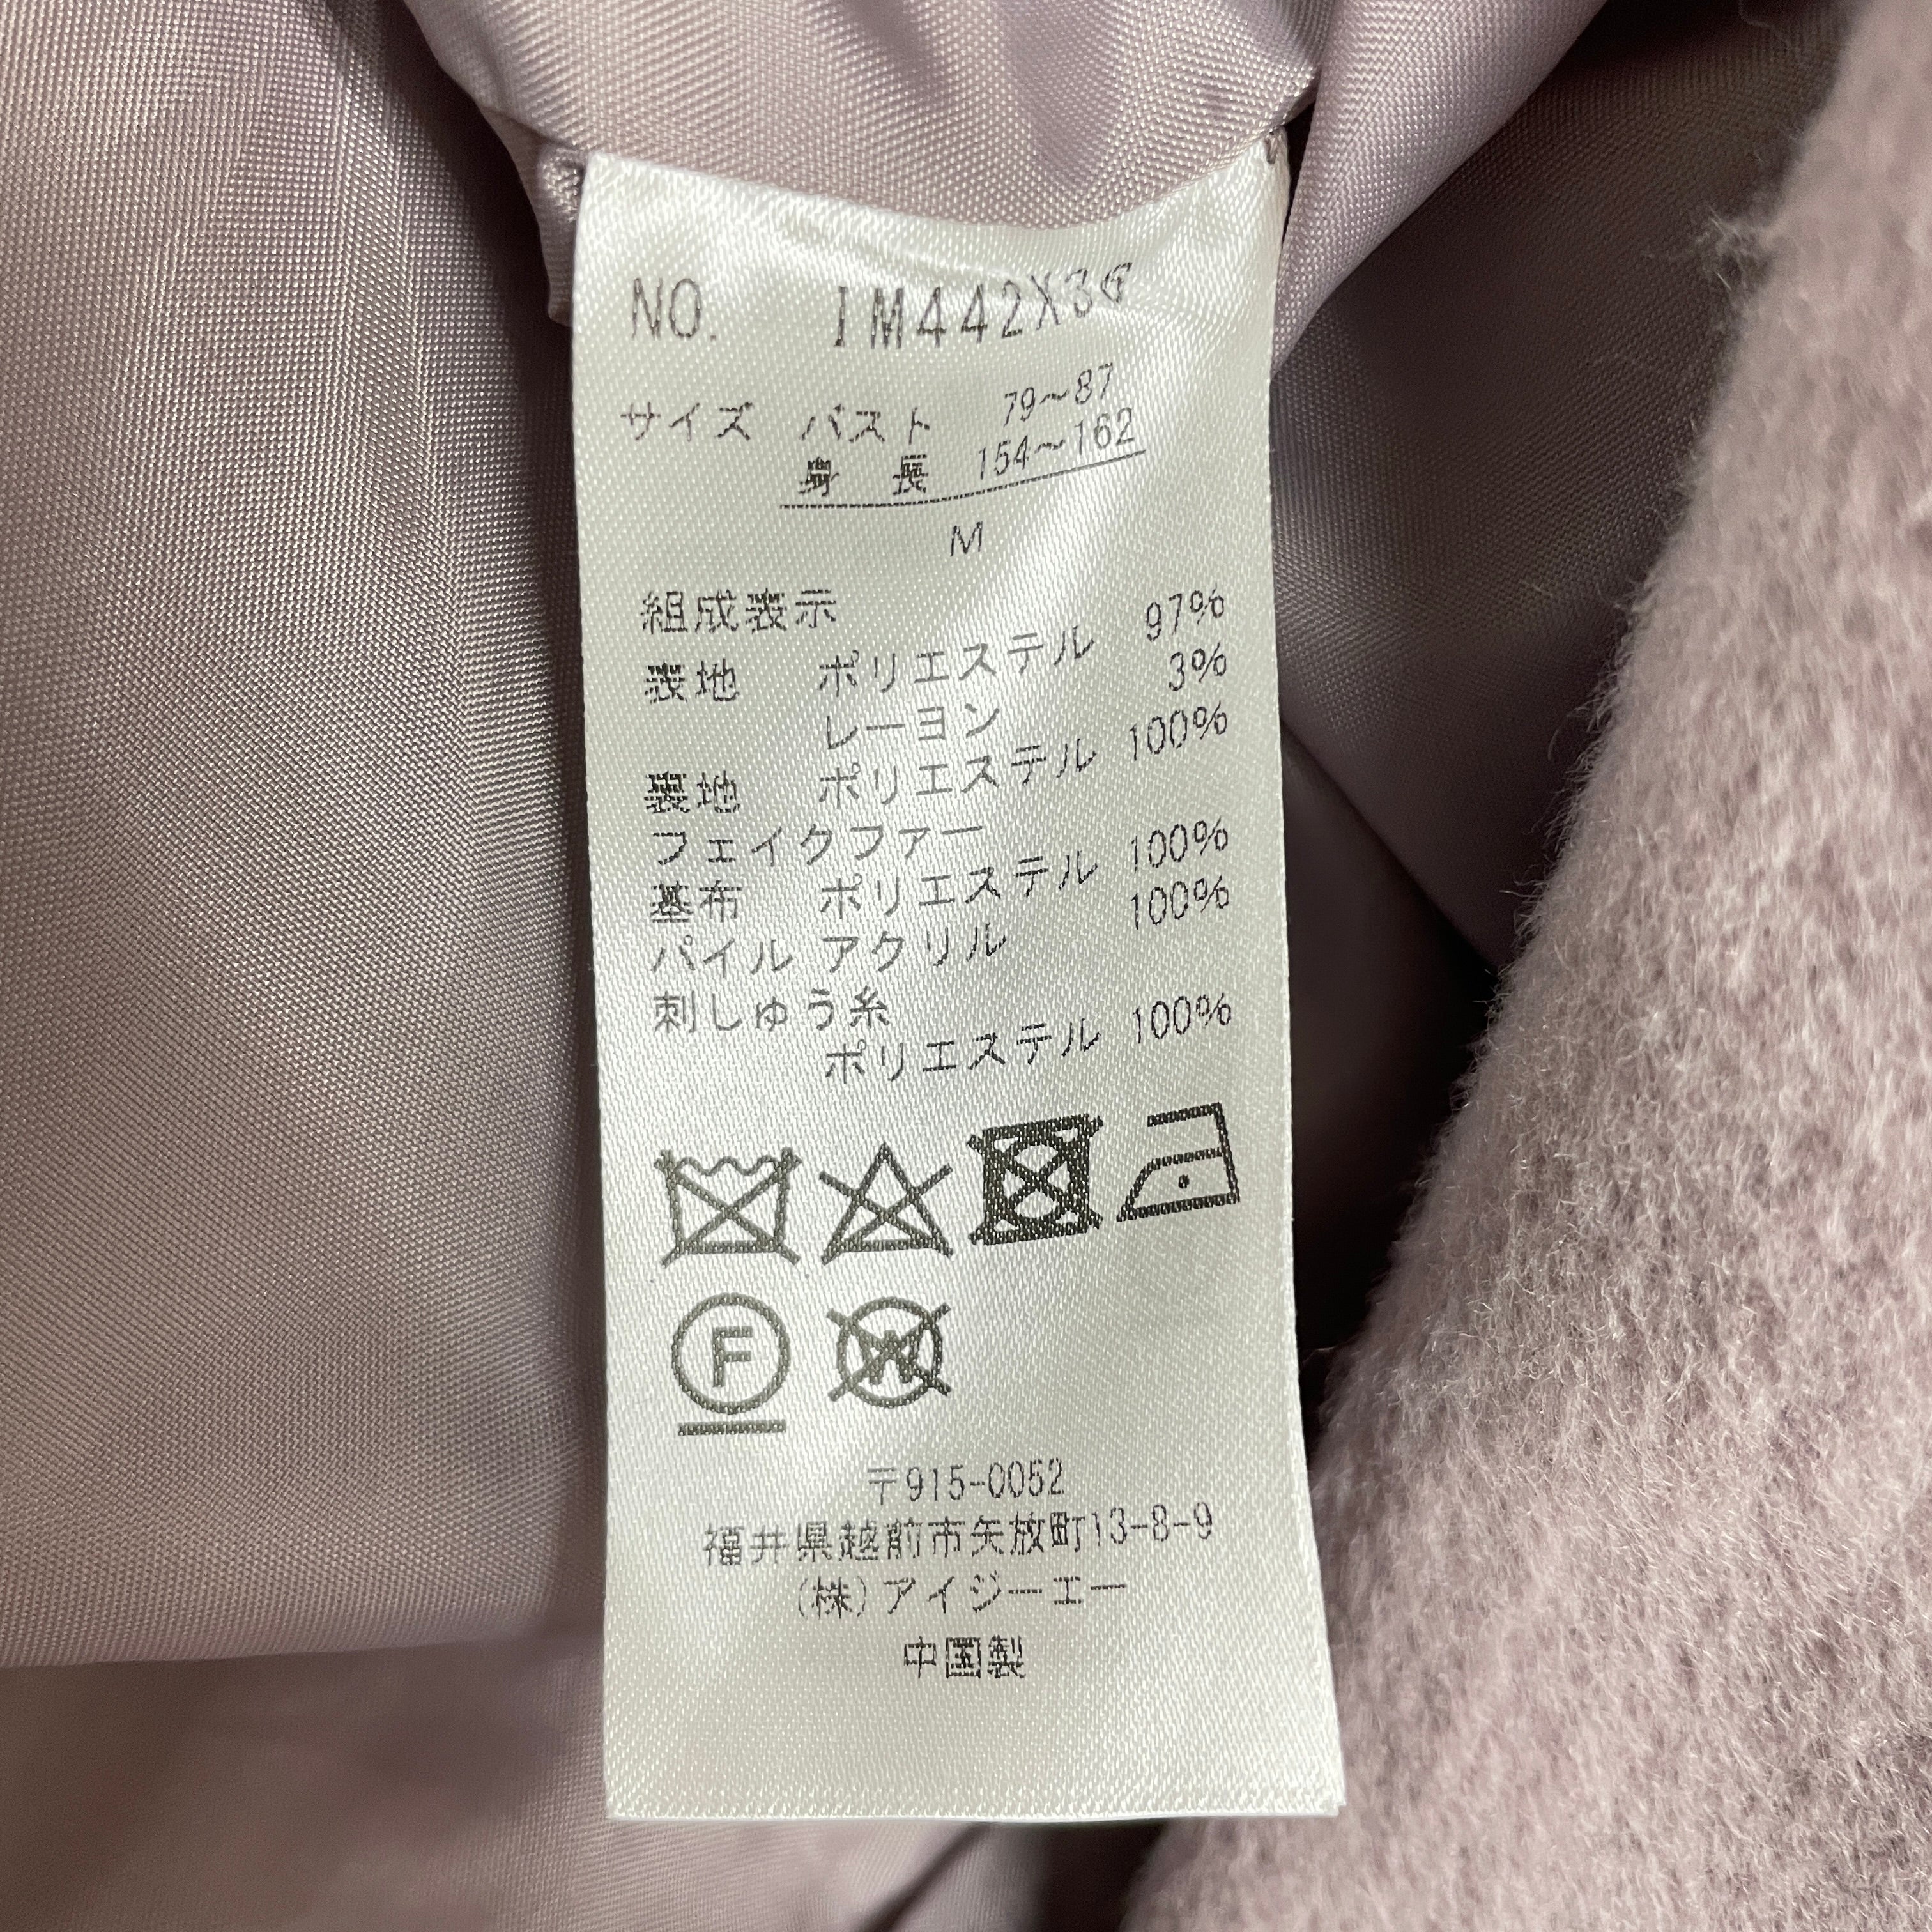 NO. IM442X36
サイズ バスト 79~87
身 長 154~162
M
組成表示
表地 ポリエステル 97%
レーヨン 3%
裏地 ポリエステル 100%
フェイクファー
基布 ポリエステル 100%
パイル アクリル 100%
刺しゅう糸
ポリエステル 100%
F
W
〒915-0052
福井県越前市矢放町13-8-9
(株)アイジーエー
中国製